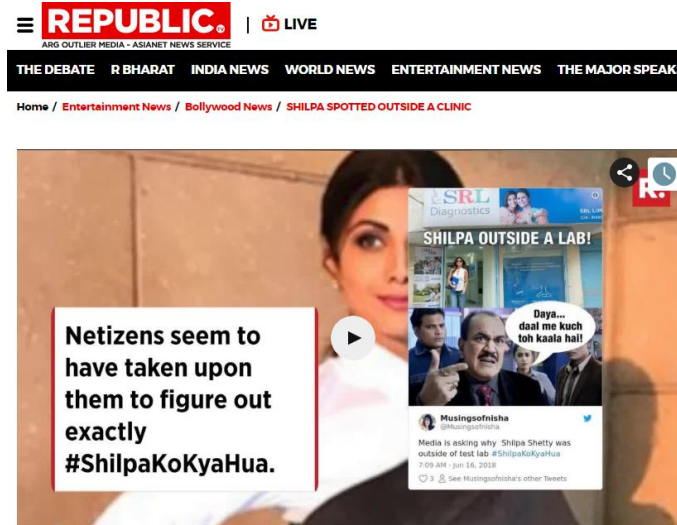 REPUBLIC.
TV
LIVE
ARG OUTLIER MEDIA - ASIANET NEWS SERVICE
THE DEBATE R BHARAT INDIA NEWS WORLD NEWS ENTERTAINMENT NEWS THE MAJOR SPEAK
Home / Entertainment News / Bollywood News / SHILPA SPOTTED OUTSIDE A CLINIC
R.
SRL
Diagnostics
SHILPA OUTSIDE A LAB!
Daya...
daal me kuch
toh kaala hai!
Netizens seem to
have taken upon
them to figure out
exactly
#ShilpaKoKyaHua.
Musingsofnisha
@Musingsofnisha
Media is asking why Shilpa Shetty was
outside of test lab #ShilpaKoKyaHua
7:09 AM - Jun 16, 2018
3 See Musingsofnisha's other Tweets